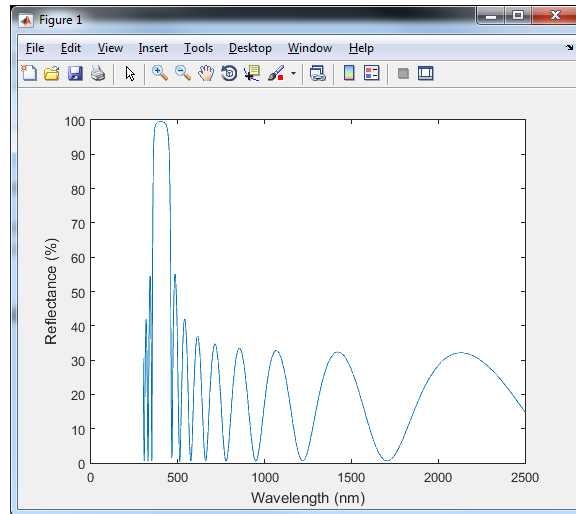 Figure 1
File Edit View Insert Tools Desktop Window Help
100
90
80
70
60
50
40
30
20
10
0
Reflectance (%)
0 500 1000 1500 2000 2500
Wavelength (nm)